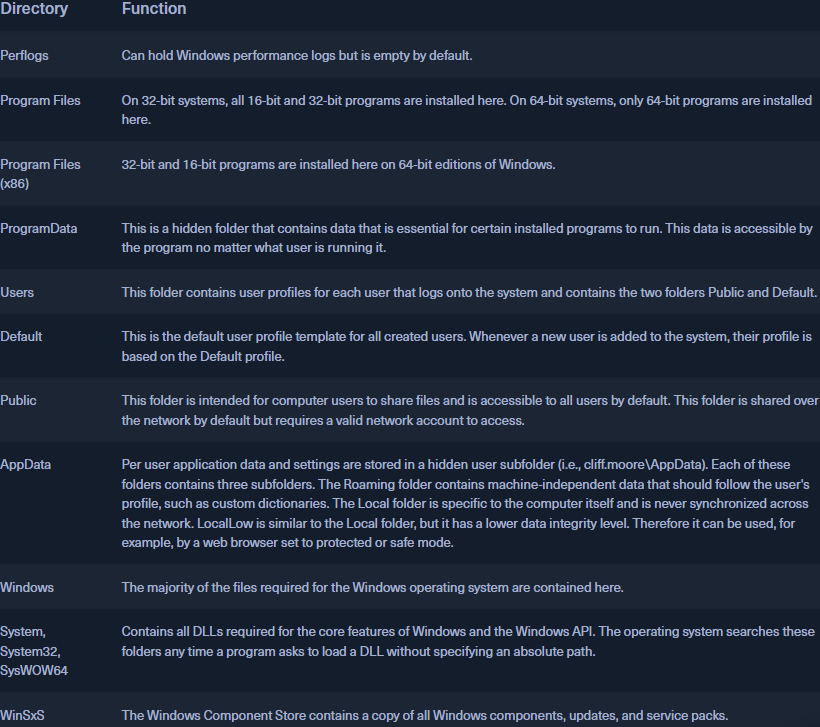 Directory Function
Perflogs Can hold Windows performance logs but is empty by default.
Program Files On 32-bit systems, all 16-bit and 32-bit programs are installed here. On 64-bit systems, only 64-bit programs are installed
here.
Program Files 32-bit and 16-bit programs are installed here on 64-bit editions of Windows.
(x86)
ProgramData This is a hidden folder that contains data that is essential for certain installed programs to run. This data is accessible by
the program no matter what user is running it.
Users This folder contains user profiles for each user that logs onto the system and contains the two folders Public and Default.
Default This is the default user profile template for all created users. Whenever a new user is added to the system, their profile is
based on the Default profile.
Public This folder is intended for computer users to share files and is accessible to all users by default. This folder is shared over
the network by default but requires a valid network account to access.
AppData Per user application data and settings are stored in a hidden user subfolder (i.e., cliff.moore\AppData). Each of these
folders contains three subfolders. The Roaming folder contains machine-independent data that should follow the user's
profile, such as custom dictionaries. The Local folder is specific to the computer itself and is never synchronized across
the network. LocalLow is similar to the Local folder, but it has a lower data integrity level. Therefore it can be used, for
example, by a web browser set to protected or safe mode.
Windows The majority of the files required for the Windows operating system are contained here.
System, Contains all DLLs required for the core features of Windows and the Windows API. The operating system searches these
System32, folders any time a program asks to load a DLL without specifying an absolute path.
SysWOW64
WinSxS The Windows Component Store contains a copy of all Windows components, updates, and service packs.